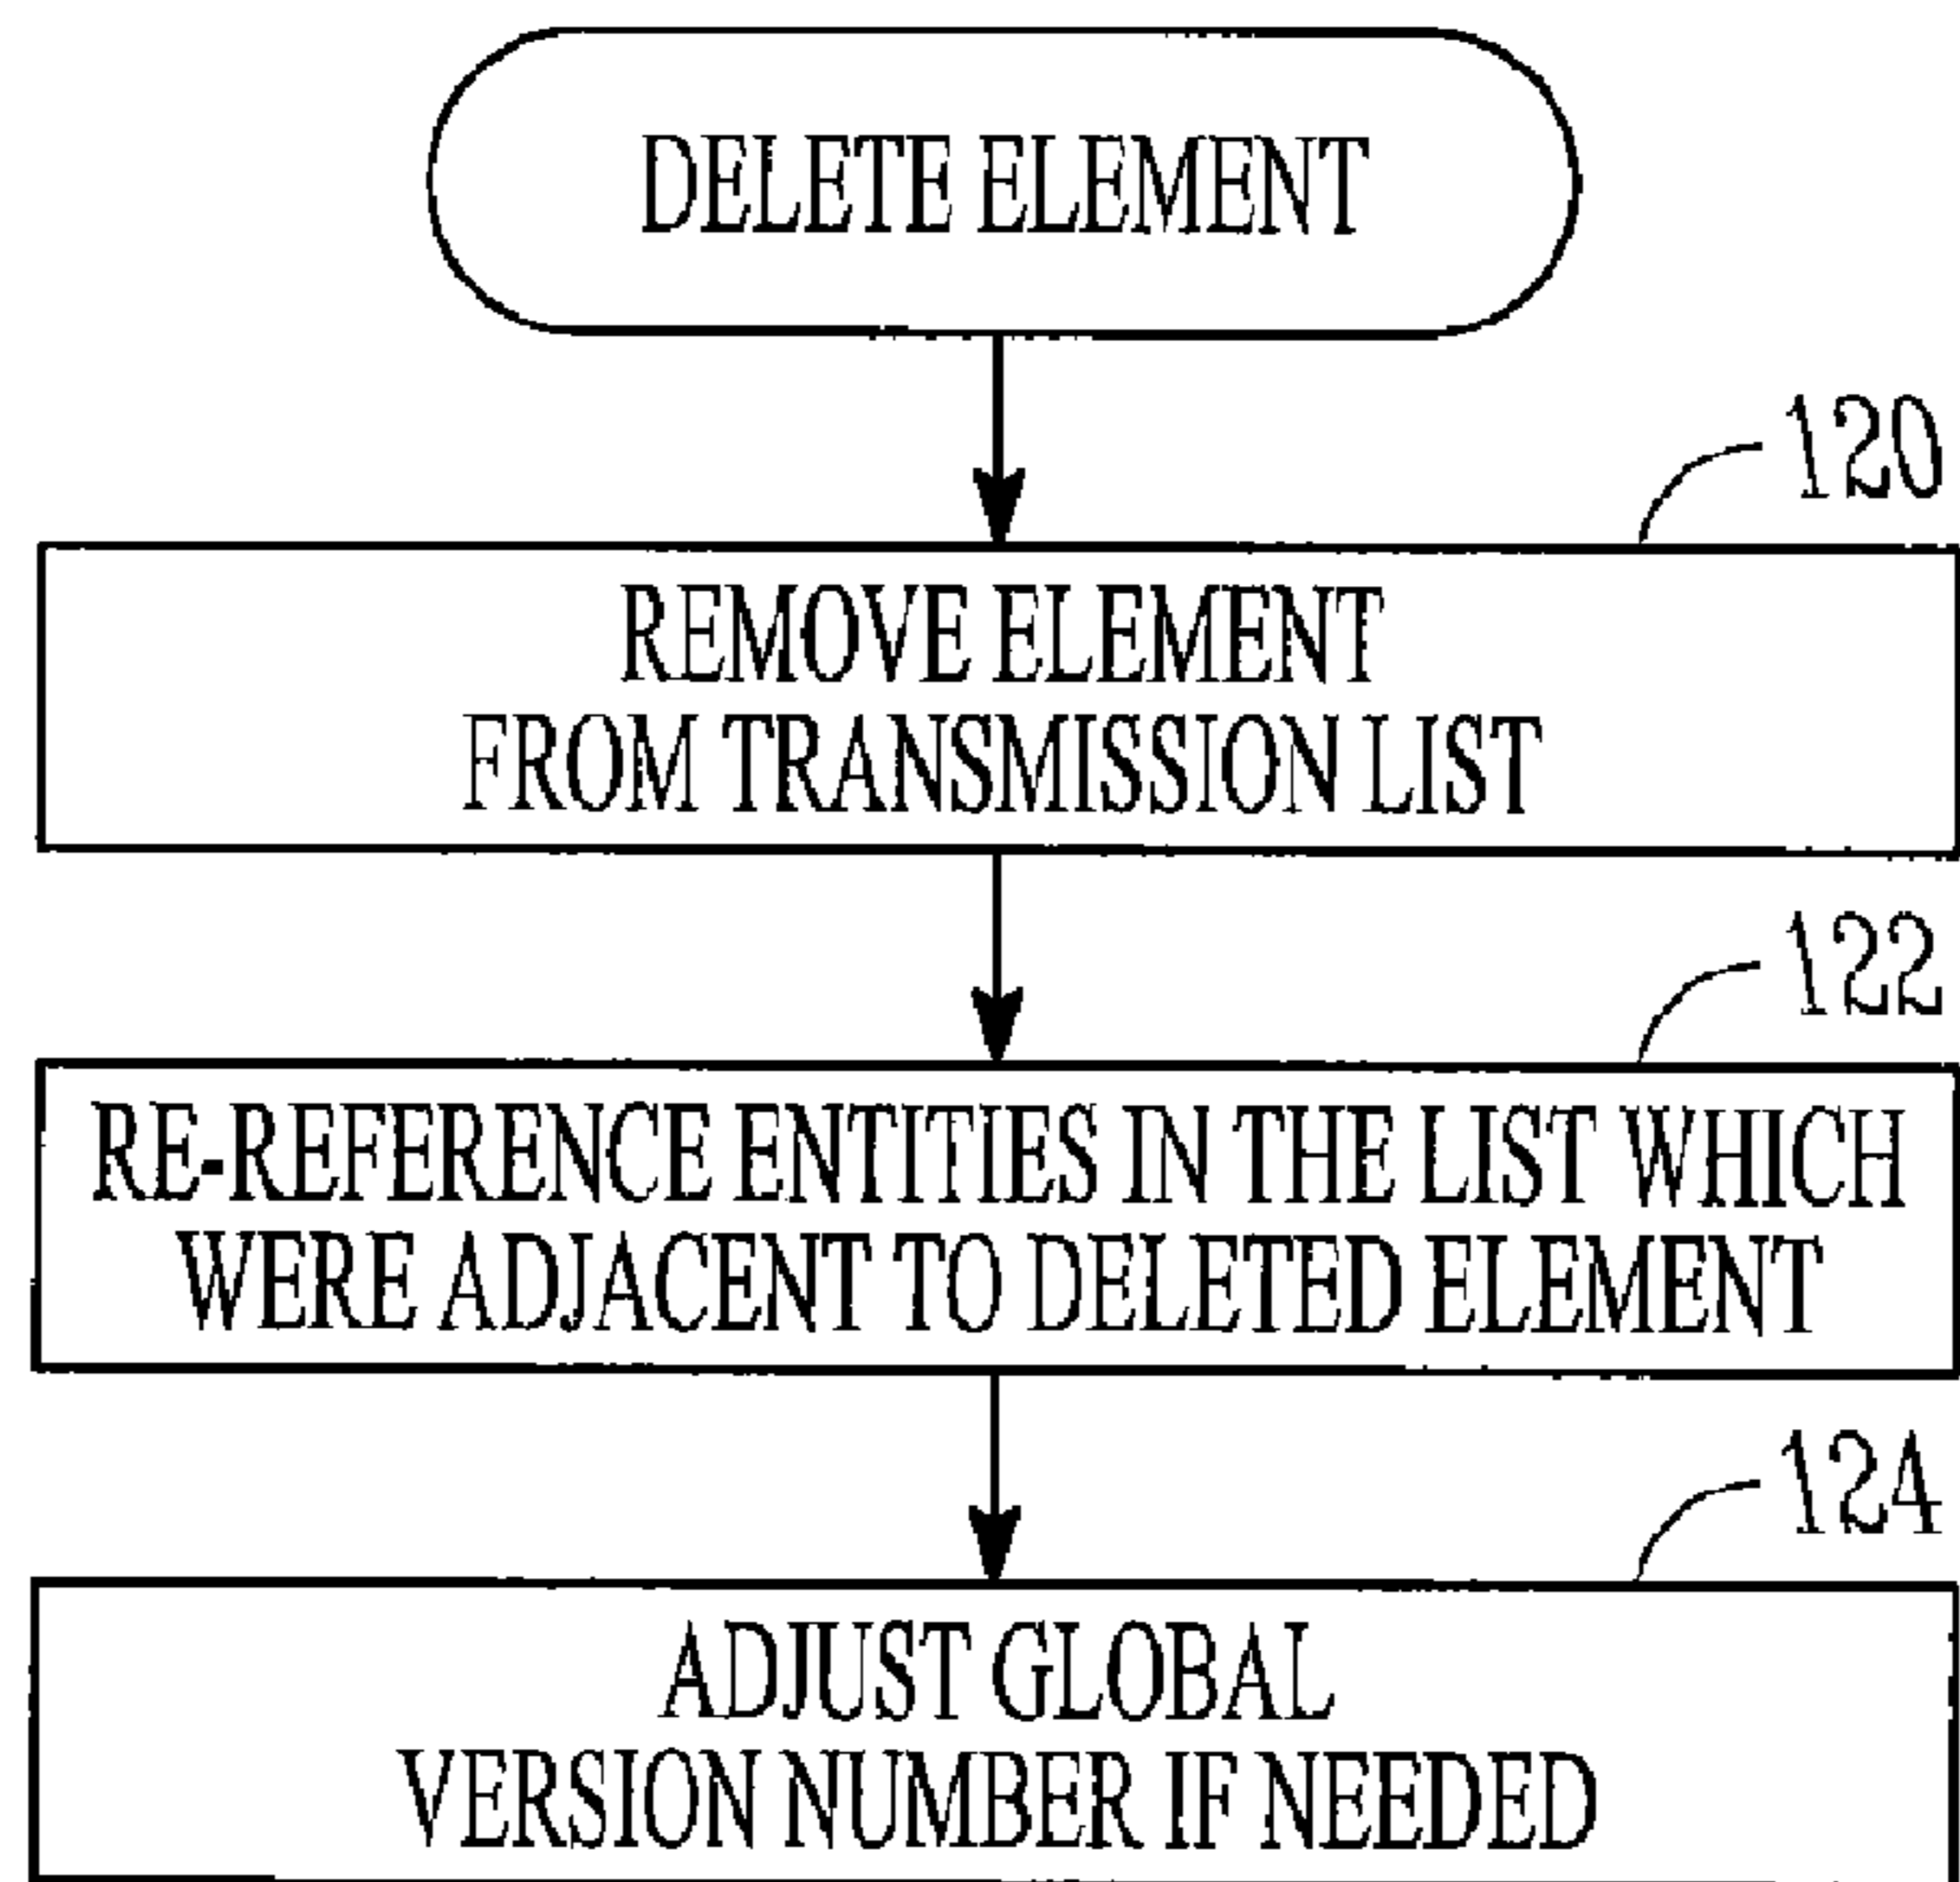 DELETE ELEMENT
120
REMOVE ELEMENT
FROM TRANSMISSION LIST
122
RE-REFERENCE ENTITIES IN THE LIST WHICH
WERE ADJACENT TO DELETED ELEMENT
124
ADJUST GLOBAL
VERSION NUMBER IF NEEDED